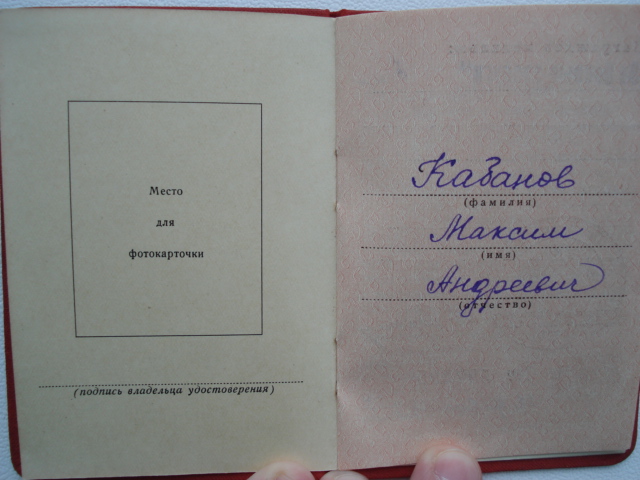 Место
для
фотокарточки
(подпись владельца удостоверения)
Кабанов
(фамилия)
Максим
(имя)
Андреевич
(отчество)